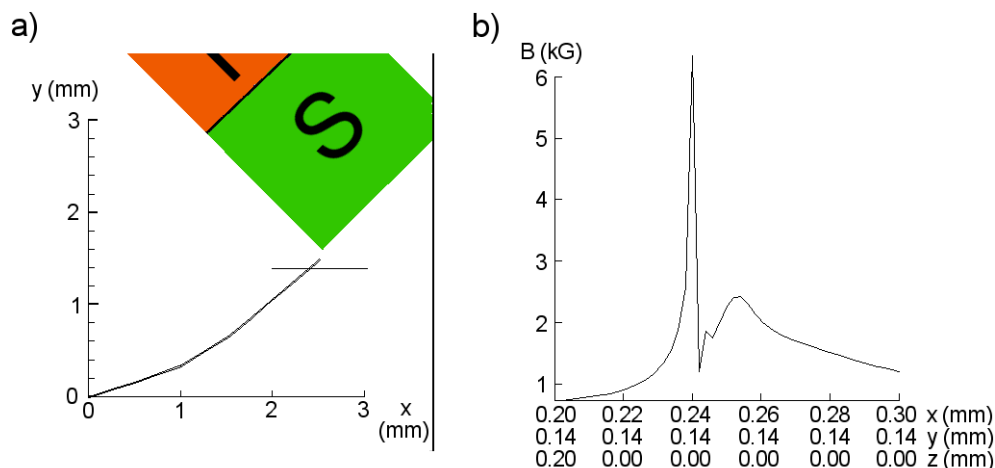 a)
y (mm)
3
2
1
0
0 1 2 3
x
(mm)
S
b)
B (kG)
6
5
4
3
2
1
0.20 0.22 0.24 0.26 0.28 0.30 x (mm)
0.14 0.14 0.14 0.14 0.14 0.14 y (mm)
0.20 0.00 0.00 0.00 0.00 0.00 z (mm)